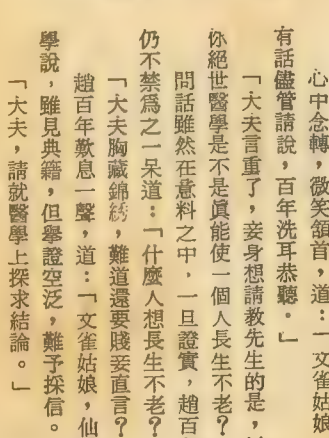 心中念轉，微笑頷首，道：「文雀姑娘
有話儘管請說，百年洗耳恭聽。」
「大夫言重了，妾身想請教先生的是，
你絕世醫學是不是真能使一個人長生不老？
問話雖然在意料之中，一旦證實，趙百
仍不禁爲之一呆道：「什麼人想長生不老？
「大夫胸藏錦綉，難道還要賤妾直言？
趙百年歎息一聲，道：「文雀姑娘，仙
學說，雖見典籍，但舉證空泛，難予採信。
「大夫，請就醫學上探求結論。」